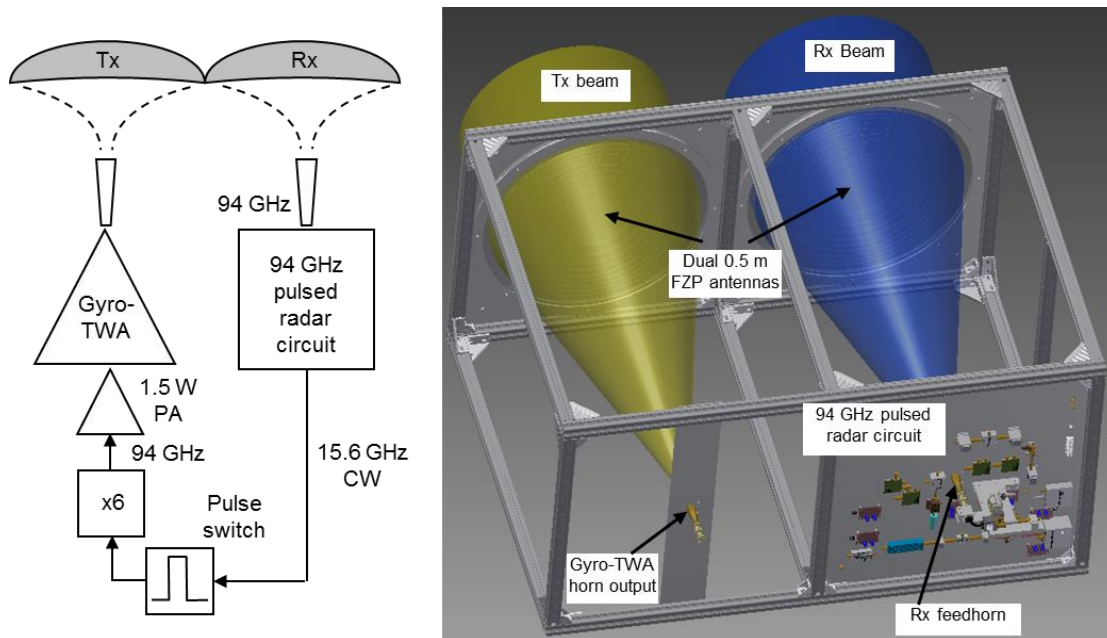 Tx
Rx
94 GHz
94 GHz
pulsed
radar
circuit
Gyro-
TWA
1.5 W
PA
94 GHz
x6
15.6 GHz
CW
Pulse
switch
Tx beam
Rx Beam
Dual 0.5 m
FZP antennas
94 GHz pulsed
radar circuit
Gyro-TWA
horn output
Rx feedhorn